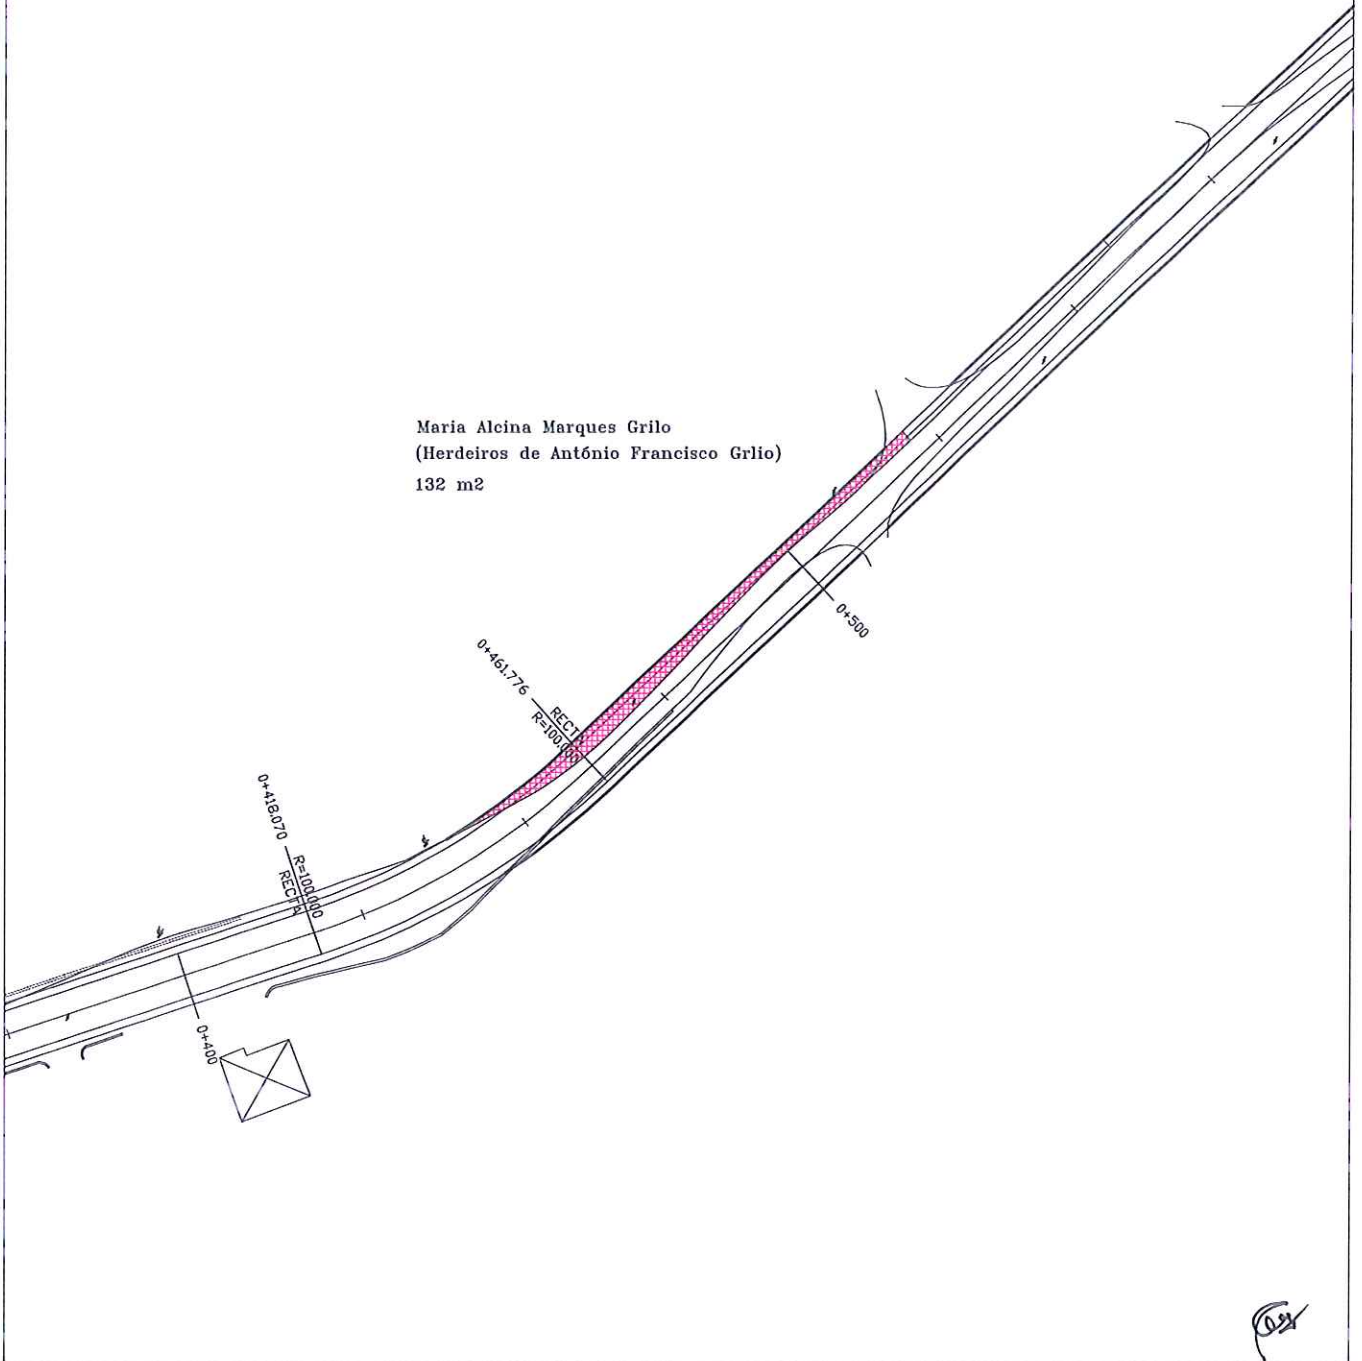 Maria Alcina Marques Grilo
(Herdeiros de António Francisco Grlio)
132 m2
0+500
0+461.776
RECTA
R=100.000
0+418.070
R=100.000
RECTA
0+400